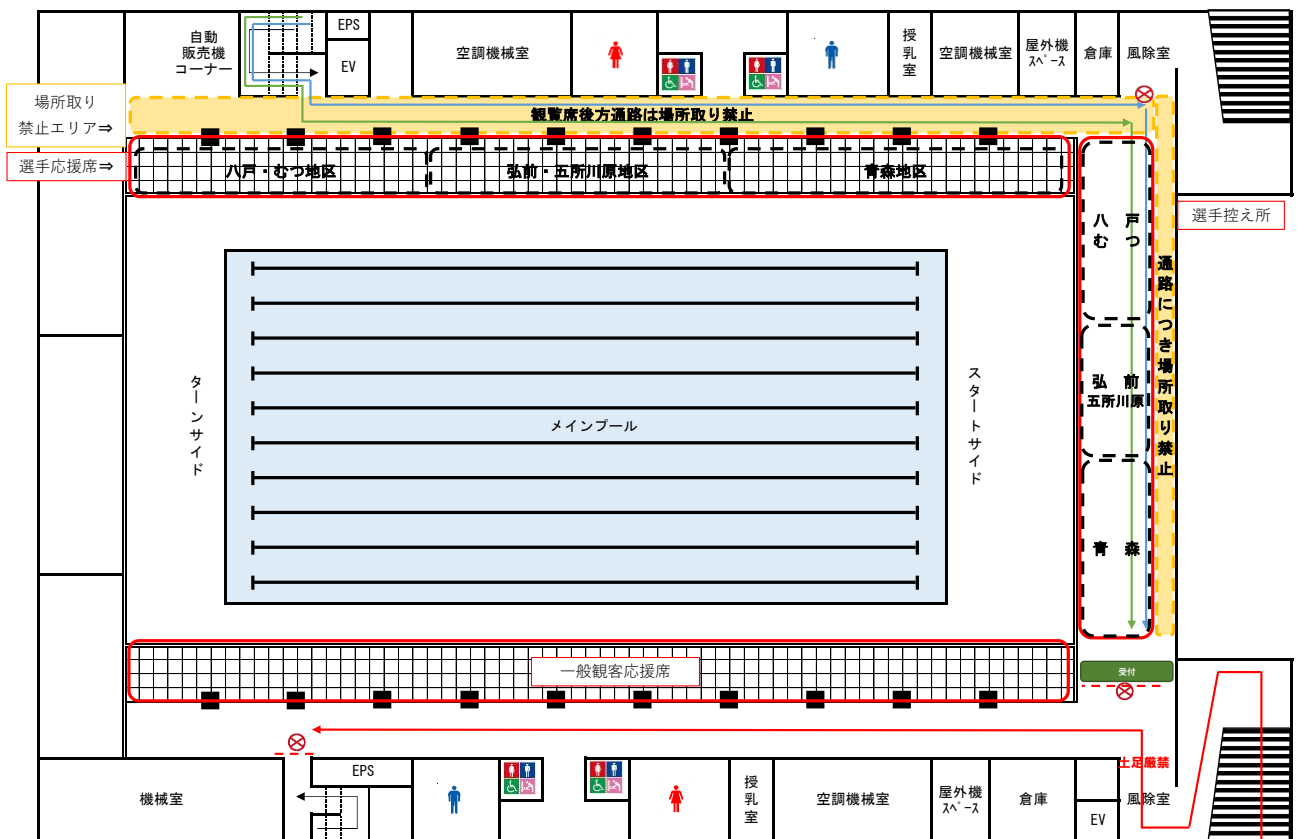 自動
販売機
コーナー
EPS
EV
空調機械室
授
乳
室
空調機械室
屋外機
ｽﾍﾟｰｽ
倉庫
風除室
場所取り
禁止エリア⇒
観覧席後方通路は場所取り禁止
選手応援席⇒
八戸・むつ地区
弘前・五所川原地区
青森地区
選手控え所
八　戸
む　つ
弘　前
五所川原
青　森
通路につき場所取り禁止
ターンサイド
メインプール
スタートサイド
一般観客応援席
受付
土足厳禁
機械室
EPS
授
乳
室
空調機械室
屋外機
ｽﾍﾟｰｽ
倉庫
EV
風除室